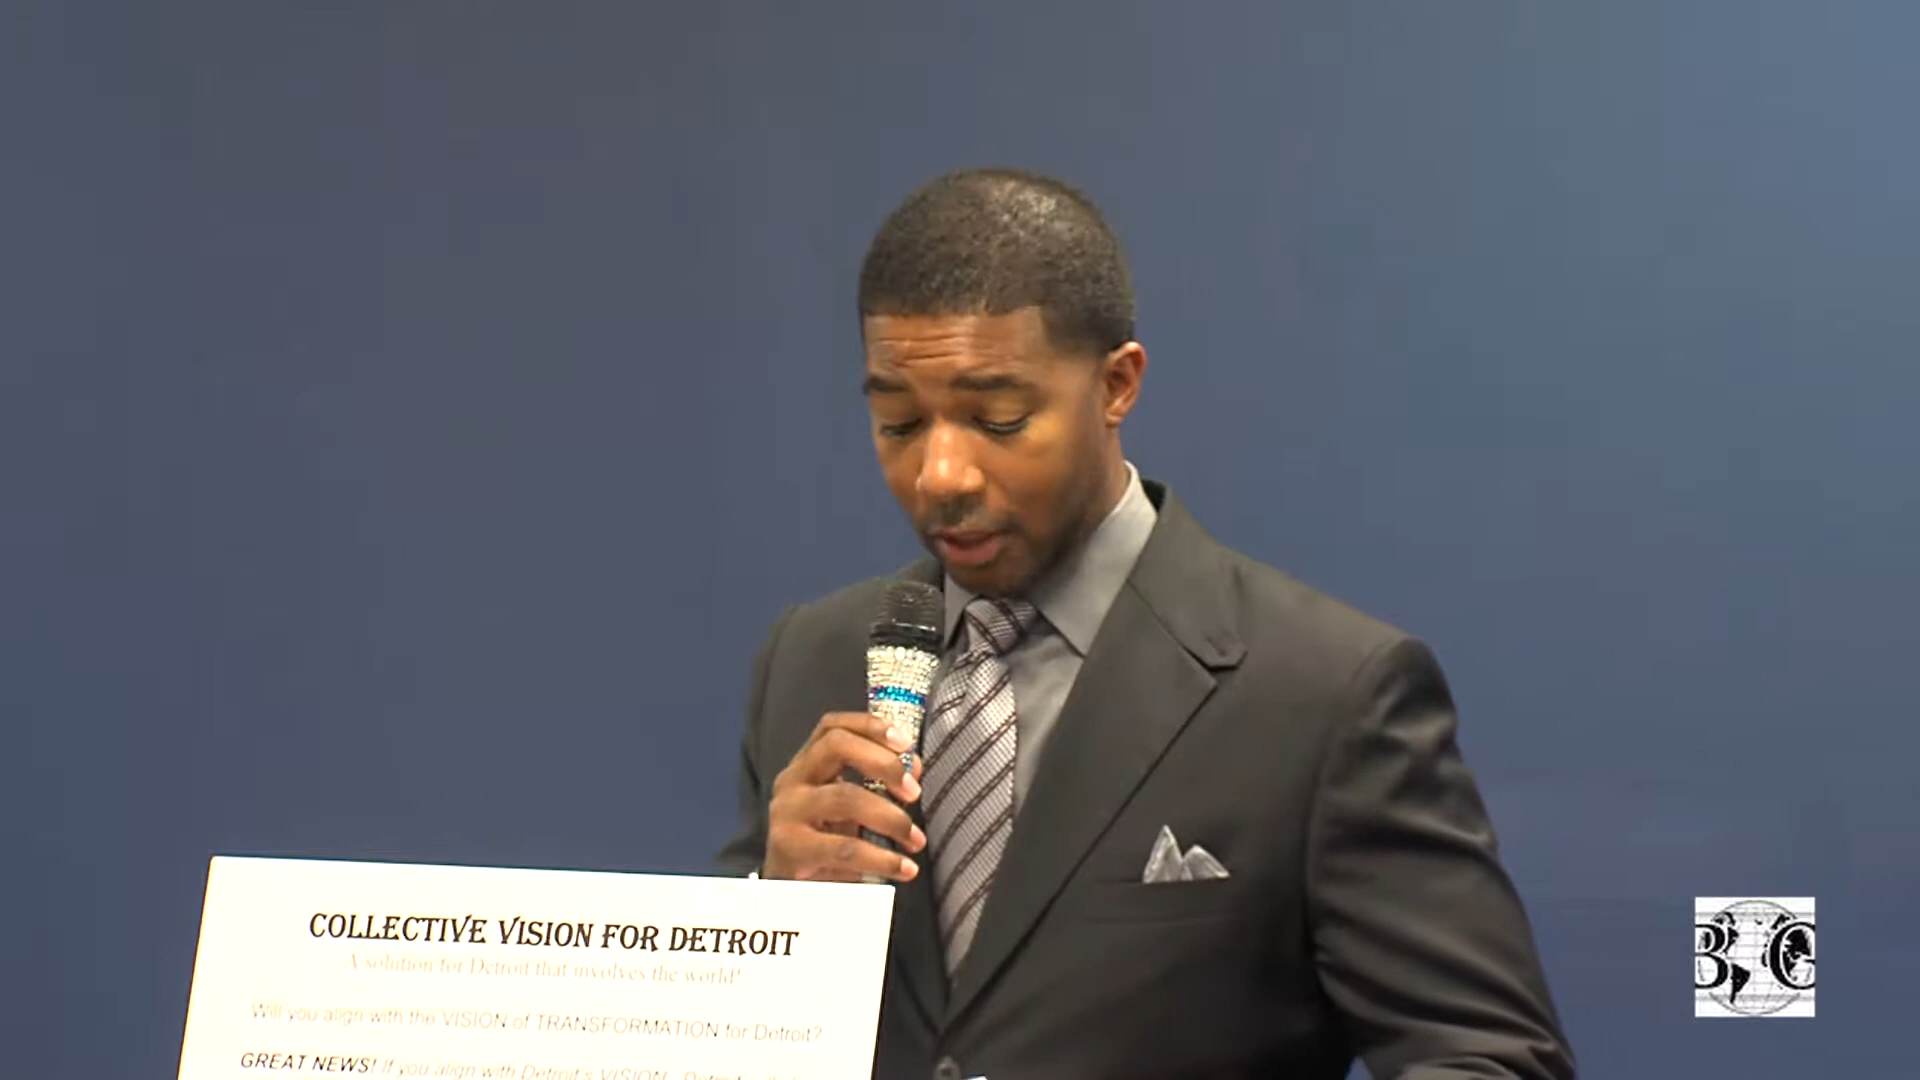 COLLECTIVE VISION FOR DETROIT
A solution for Detroit that involves the world!
Will you align with the VISION of TRANSFORMATION for Detroit?
GREAT NEWS! If you align with Detroit's VISION
B G